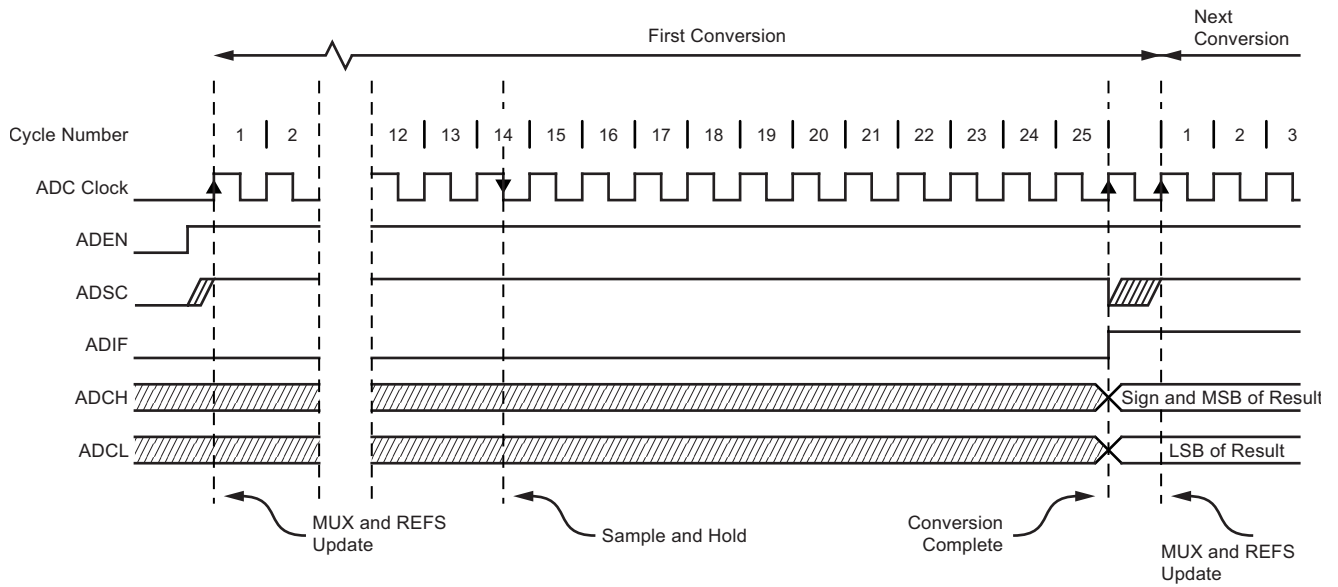 First Conversion
Next
Conversion
Cycle Number 1 2 12 13 14 15 16 17 18 19 20 21 22 23 24 25 1 2 3
ADC Clock
ADEN
ADSC
ADIF
ADCH Sign and MSB of Result
ADCL LSB of Result
MUX and REFS
Update
Sample and Hold
Conversion
Complete
MUX and REFS
Update